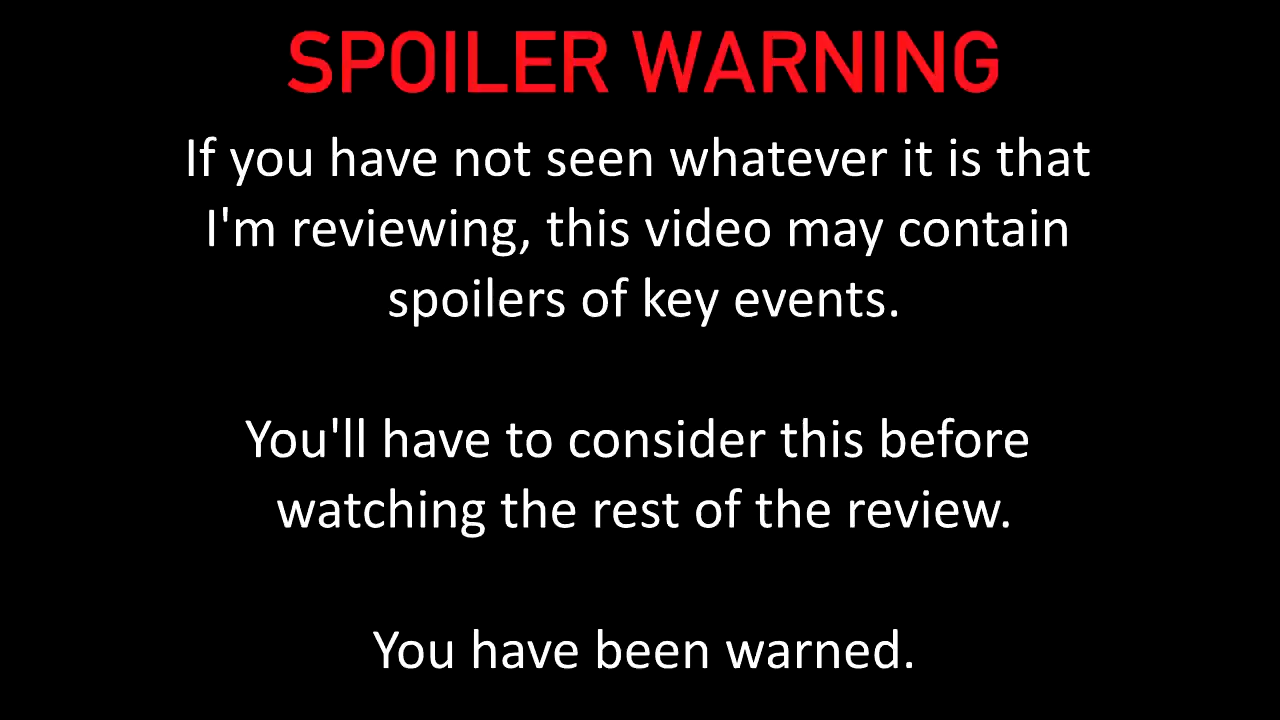 SPOILER WARNING
If you have not seen whatever it is that
I'm reviewing, this video may contain
spoilers of key events.
You'll have to consider this before
watching the rest of the review.
You have been warned.